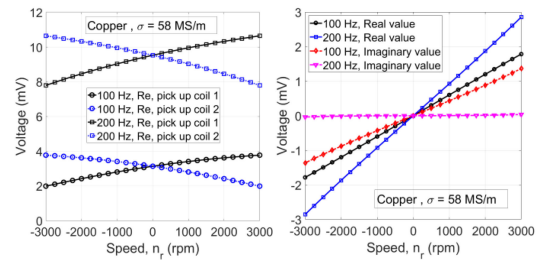 Copper , σ = 58 MS/m
100 Hz, Re, pick up coil 1
100 Hz, Re, pick up coil 2
200 Hz, Re, pick up coil 1
200 Hz, Re, pick up coil 2
Voltage (mV)
12
10
8
6
4
2
0
-3000 -2000 -1000 0 1000 2000 3000
Speed, n_r (rpm)
100 Hz, Real value
200 Hz, Real value
100 Hz, Imaginary value
200 Hz, Imaginary value
Copper , σ = 58 MS/m
Voltage (mV)
3
2
1
0
-1
-2
-3
-3000 -2000 -1000 0 1000 2000 3000
Speed, n_r (rpm)